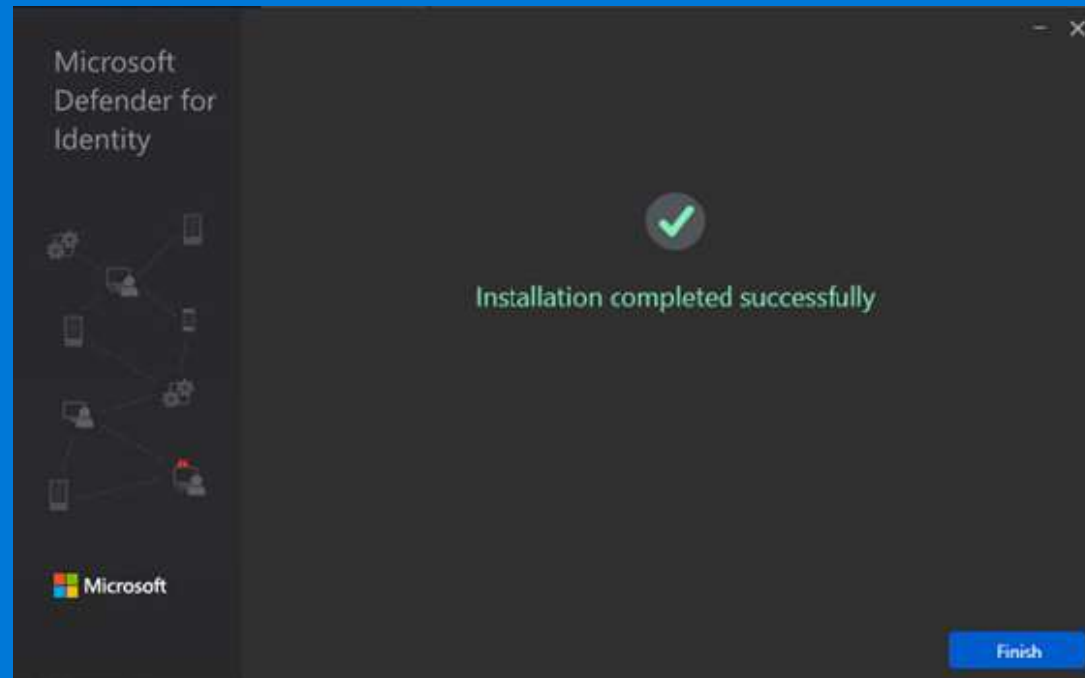 Microsoft
Defender for
Identity
Installation completed successfully
Microsoft
Finish